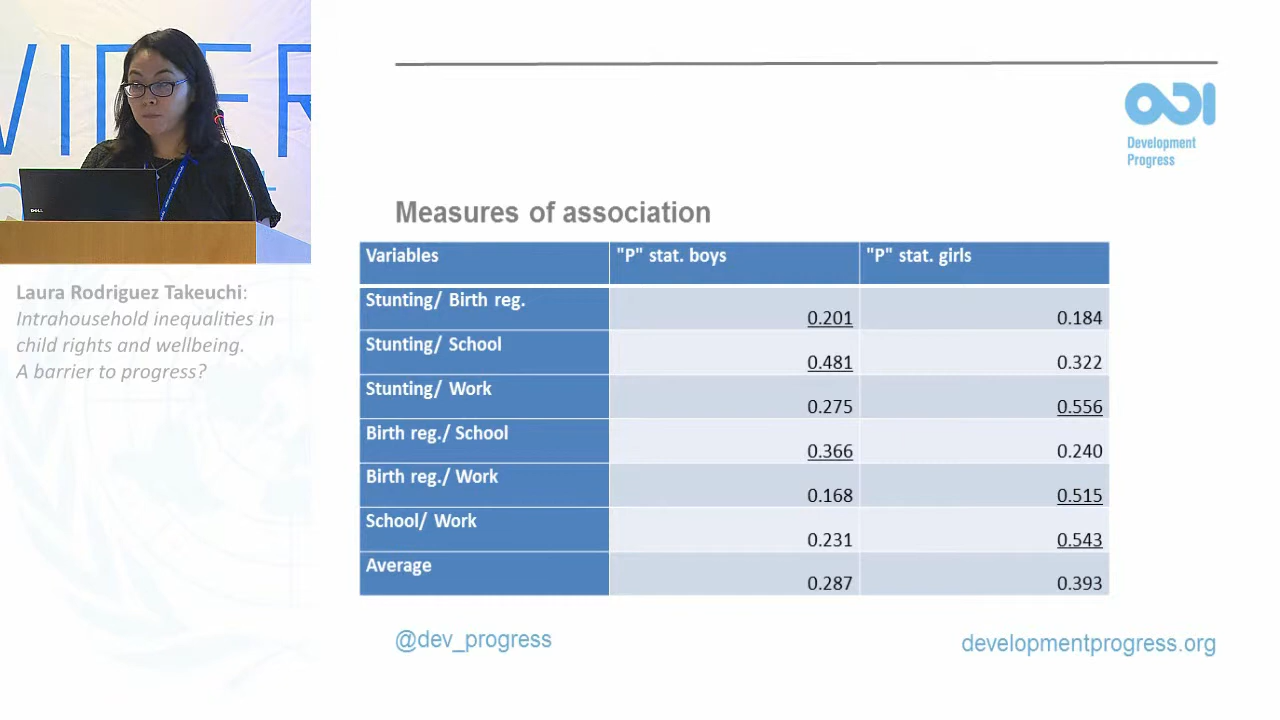 WIDER
DELL
Laura Rodriguez Takeuchi:
Intrahousehold inequalities in
child rights and wellbeing.
A barrier to progress?
ODI
Development
Progress
Measures of association
Variables "P" stat. boys "P" stat. girls
Stunting/ Birth reg. 0.201 0.184
Stunting/ School 0.481 0.322
Stunting/ Work 0.275 0.556
Birth reg./ School 0.366 0.240
Birth reg./ Work 0.168 0.515
School/ Work 0.231 0.543
Average 0.287 0.393
@dev_progress
developmentprogress.org